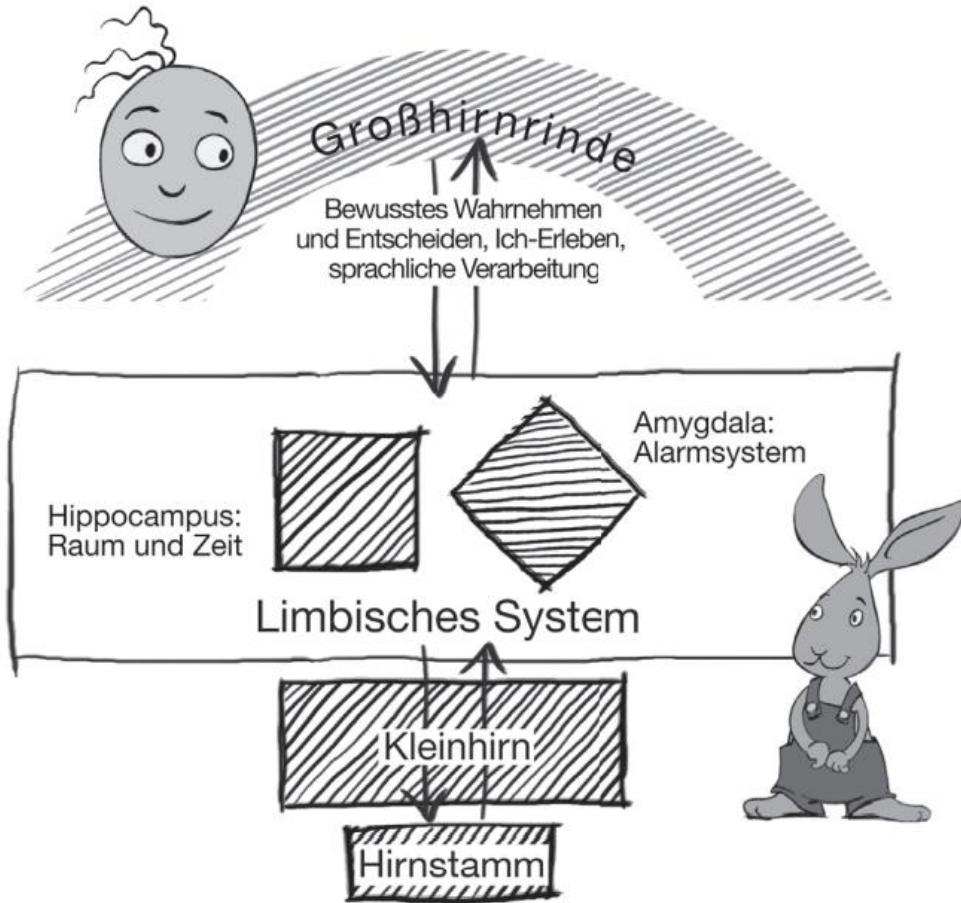 Großhirnrinde
Bewusstes Wahrnehmen
und Entscheiden, Ich-Erleben,
sprachliche Verarbeitung
Amygdala:
Alarmsystem
Hippocampus:
Raum und Zeit
Limbisches System
Kleinhirn
Hirnstamm